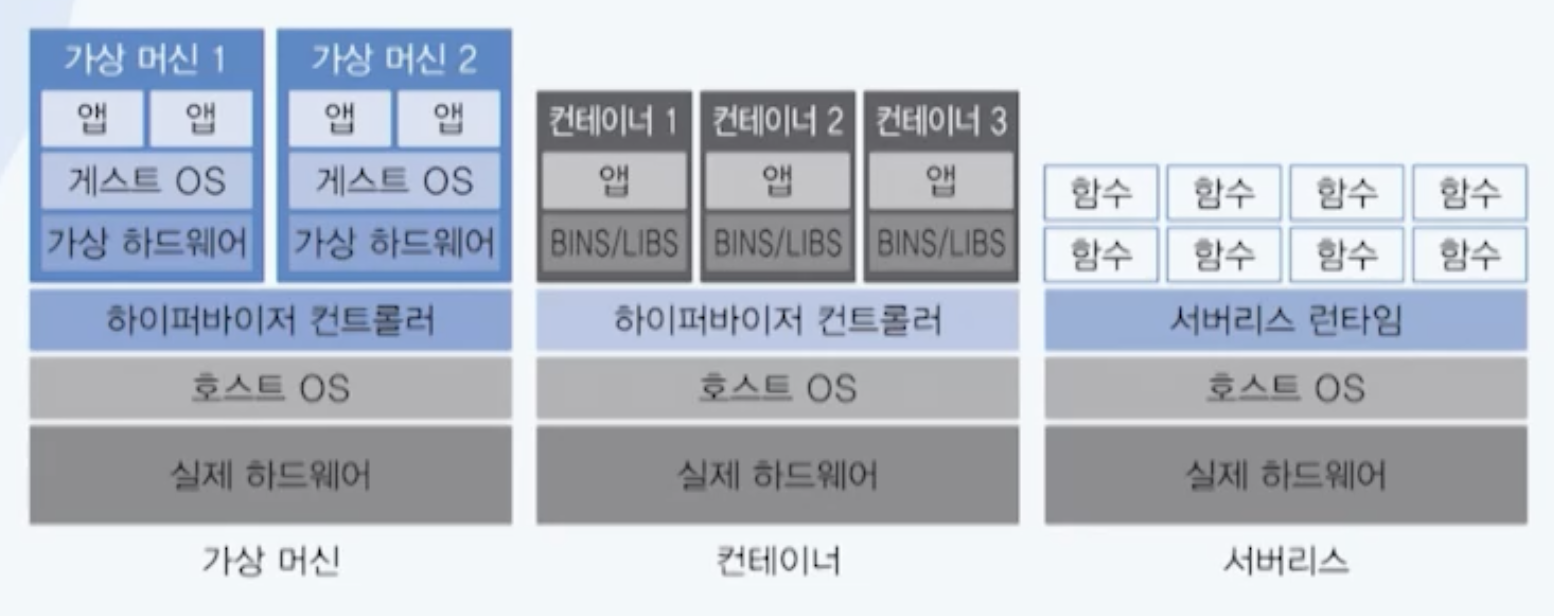 가상 머신 1
앱 앱
게스트 OS
가상 하드웨어
가상 머신 2
앱 앱
게스트 OS
가상 하드웨어
하이퍼바이저 컨트롤러
호스트 OS
실제 하드웨어
가상 머신
컨테이너 1
앱
BINS/LIBS
컨테이너 2
앱
BINS/LIBS
컨테이너 3
앱
BINS/LIBS
하이퍼바이저 컨트롤러
호스트 OS
실제 하드웨어
컨테이너
함수 함수 함수 함수
함수 함수 함수 함수
서버리스 런타임
호스트 OS
실제 하드웨어
서버리스